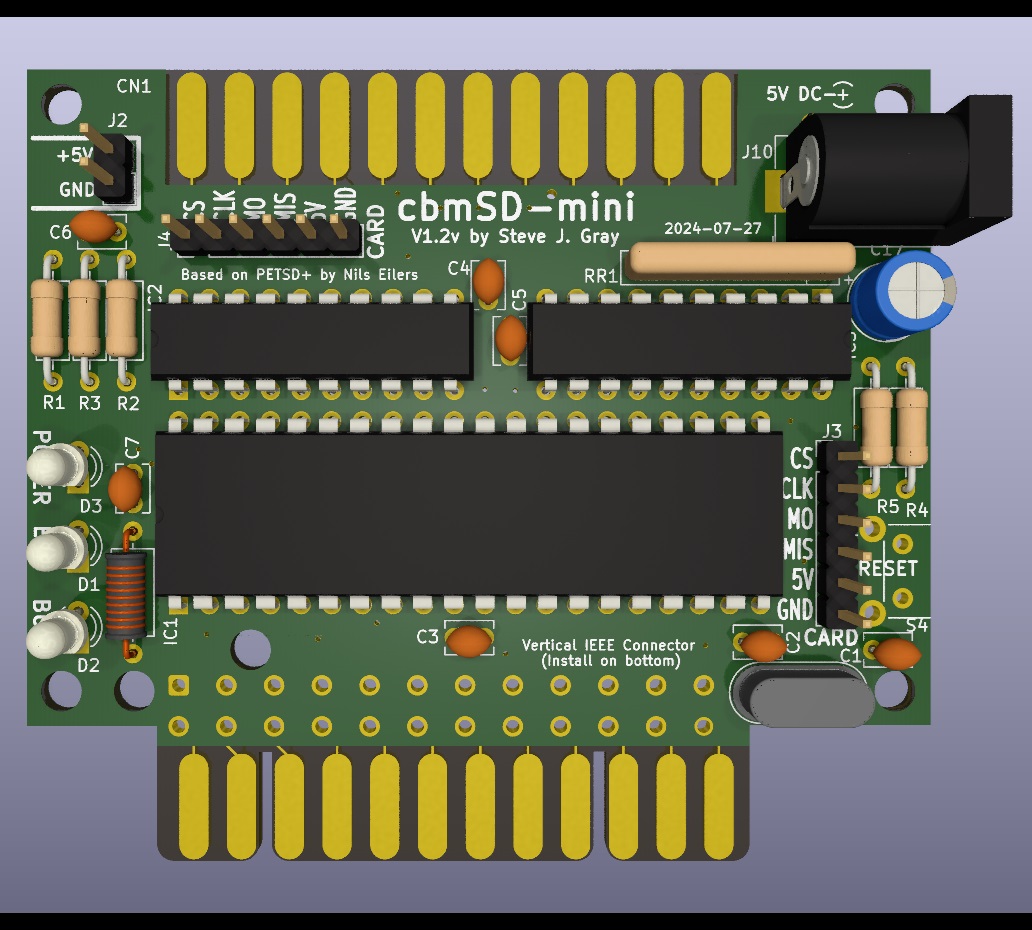 CN1
5V DC
J2
+5V
GND
J10
CS
CLK
MO
MIS
5V
GND
CARD
J4
cbmSD-mini
V1.2v by Steve J. Gray
2024-07-27
C6
Based on PETSD+ by Nils Eilers
C4
RR1
C5
R1
R3
R2
C7
J3
CS
CLK
MO
MIS
5V
GND
CARD
D3
R5
R4
RESET
D1
IC1
C3
Vertical IEEE Connector
(Install on bottom)
C1
S4
D2